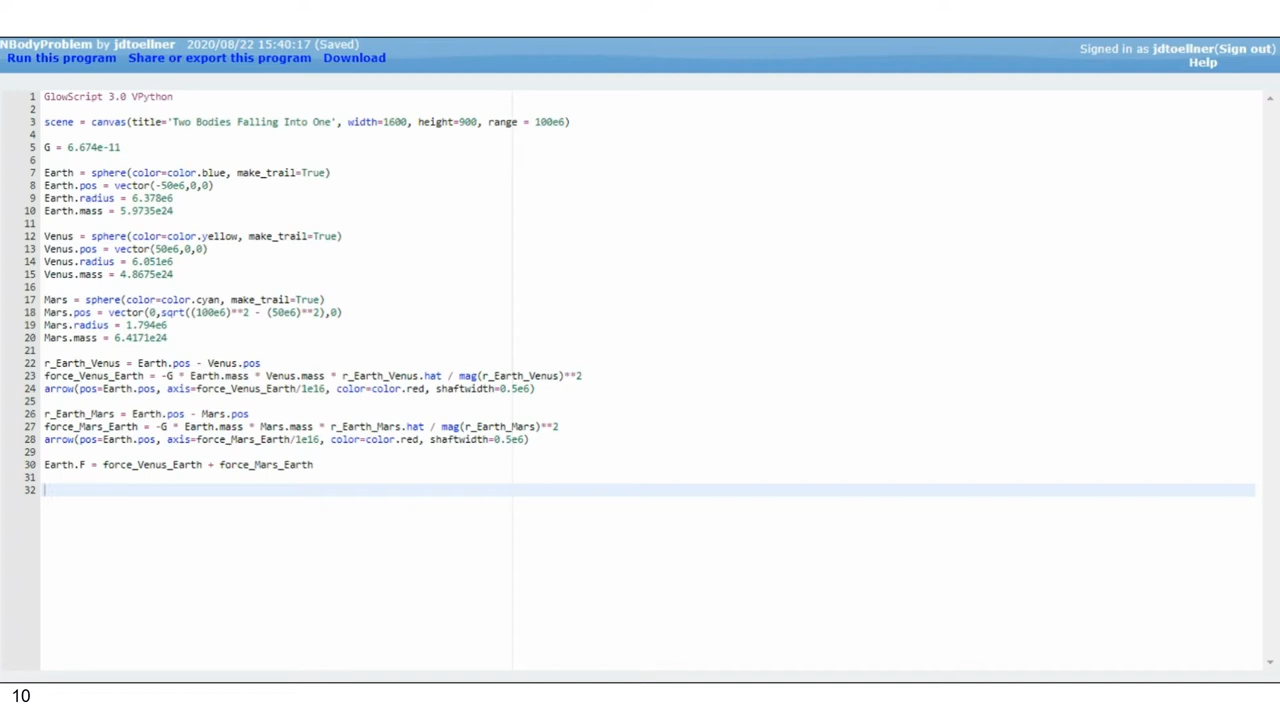 NBodyProblem by jdtoellner 2020/08/22 15:40:17 (Saved)
Signed in as jdtoellner(Sign out)
Run this program Share or export this program Download
Help
1 GlowScript 3.0 VPython
2
3 scene = canvas(title='Two Bodies Falling Into One', width=1600, height=900, range = 100e6)
4
5 G = 6.674e-11
6
7 Earth = sphere(color=color.blue, make_trail=True)
8 Earth.pos = vector(-50e6,0,0)
9 Earth.radius = 6.378e6
10 Earth.mass = 5.9735e24
11
12 Venus = sphere(color=color.yellow, make_trail=True)
13 Venus.pos = vector(50e6,0,0)
14 Venus.radius = 6.051e6
15 Venus.mass = 4.8675e24
16
17 Mars = sphere(color=color.cyan, make_trail=True)
18 Mars.pos = vector(0,sqrt((100e6)**2 - (50e6)**2),0)
19 Mars.radius = 1.794e6
20 Mars.mass = 6.4171e24
21
22 r_Earth_Venus = Earth.pos - Venus.pos
23 force_Venus_Earth = -G * Earth.mass * Venus.mass * r_Earth_Venus.hat / mag(r_Earth_Venus)**2
24 arrow(pos=Earth.pos, axis=force_Venus_Earth/1e16, color=color.red, shaftwidth=0.5e6)
25
26 r_Earth_Mars = Earth.pos - Mars.pos
27 force_Mars_Earth = -G * Earth.mass * Mars.mass * r_Earth_Mars.hat / mag(r_Earth_Mars)**2
28 arrow(pos=Earth.pos, axis=force_Mars_Earth/1e16, color=color.red, shaftwidth=0.5e6)
29
30 Earth.F = force_Venus_Earth + force_Mars_Earth
31
32
10